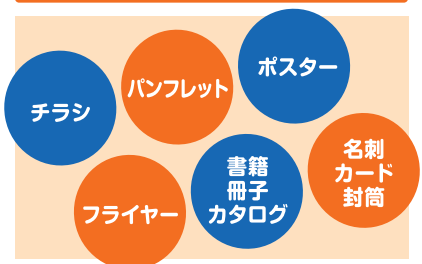 チラシ
パンフレット
ポスター
フライヤー
書籍
冊子
カタログ
名刺
カード
封筒